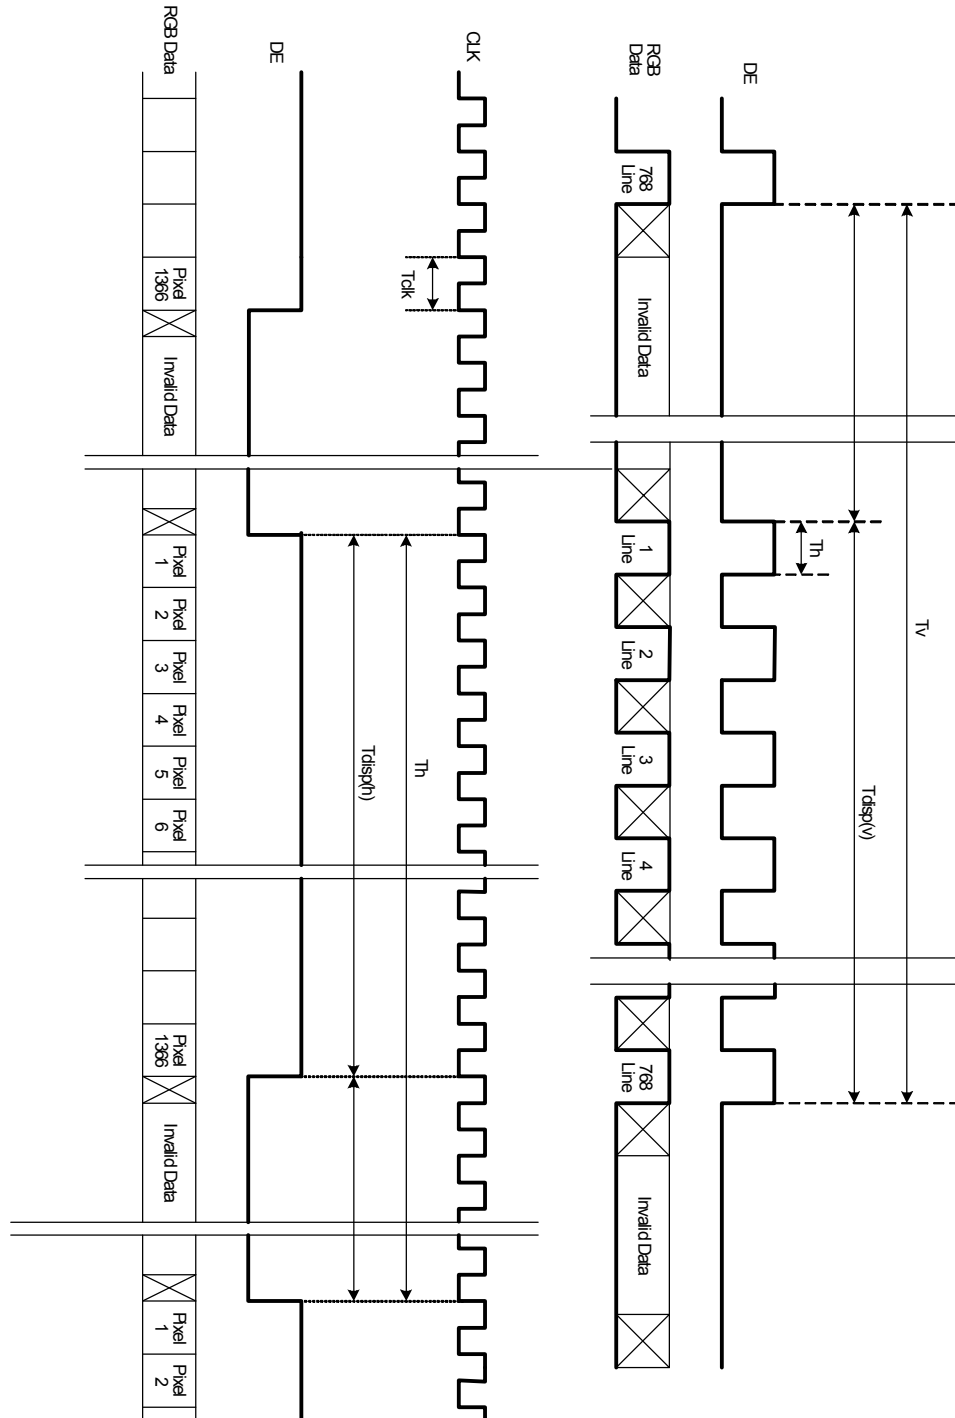 DE
Tv
Tdisp(v)
Th
RGB
Data
768
Line
Invalid Data
1
Line
2
Line
3
Line
4
Line
768
Line
Invalid Data
CLK
Tclk
Th
Tdisp(h)
DE
RGB Data
Pixel
1366
Invalid Data
Pixel
1
Pixel
2
Pixel
3
Pixel
4
Pixel
5
Pixel
6
Pixel
1366
Invalid Data
Pixel
1
Pixel
2